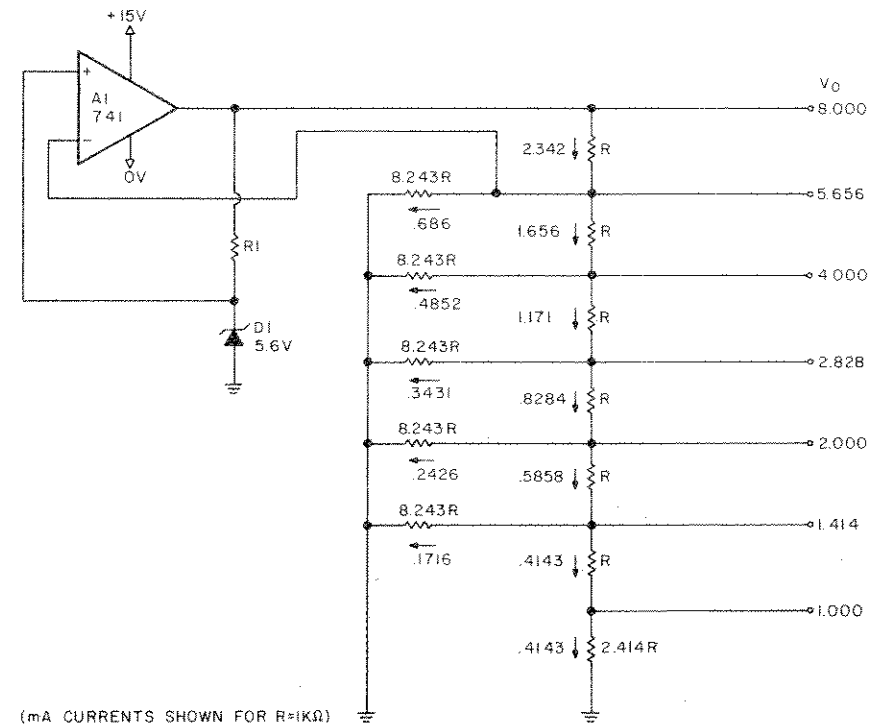 +15V
VO
+
A1
741
-
0V
8.000
2.342 R
8.243R
5.656
.686
1.656 R
R1
8.243R
4.000
.4852
D1
5.6V
1.171 R
8.243R
2.828
.3431
.8284 R
8.243R
2.000
.2426
.5858 R
8.243R
1.414
.1716
.4143 R
1.000
.4143 2.414R
(mA CURRENTS SHOWN FOR R=1KΩ)